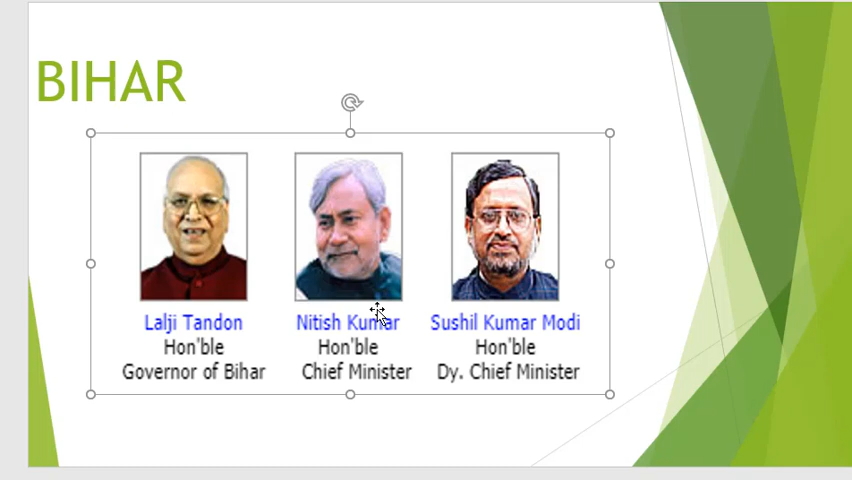 BIHAR
Lalji Tandon
Hon'ble
Governor of Bihar
Nitish Kumar
Hon'ble
Chief Minister
Sushil Kumar Modi
Hon'ble
Dy. Chief Minister